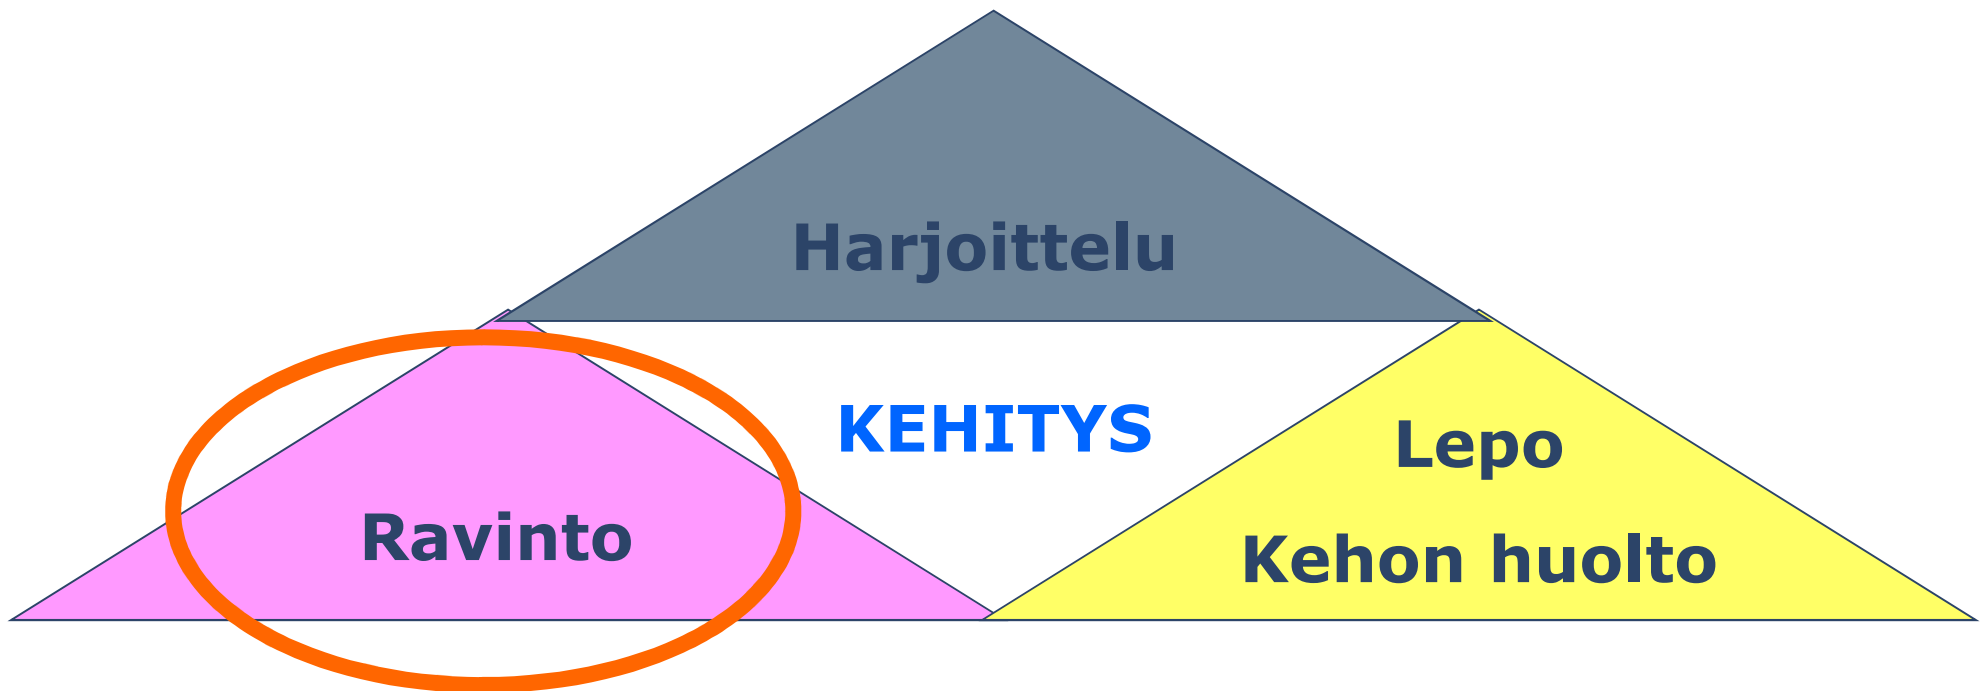 Harjoittelu
KEHITYS
Ravinto
Lepo
Kehon huolto